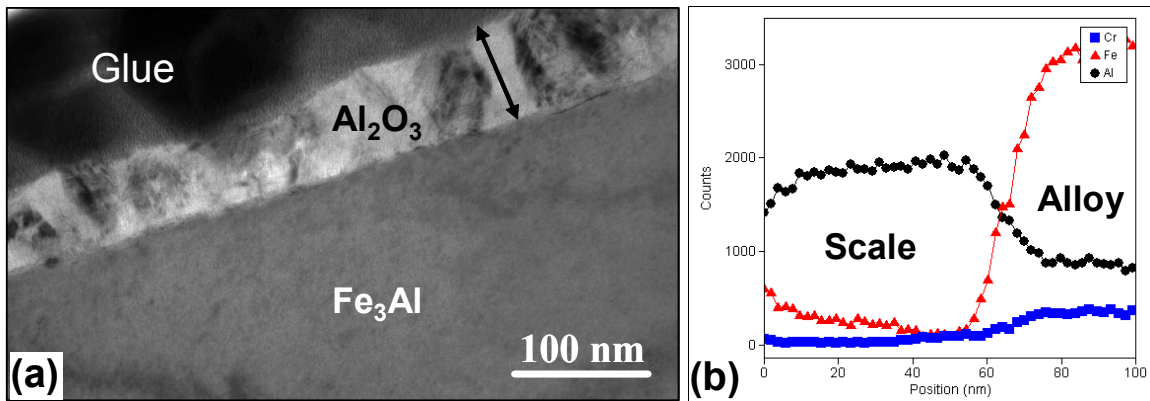 Glue
Al₂O₃
Fe₃Al
100 nm
(a)
Cr
Fe
Al
3000
2000
1000
0
Counts
Scale
Alloy
0
20
40
60
80
100
Position (nm)
(b)